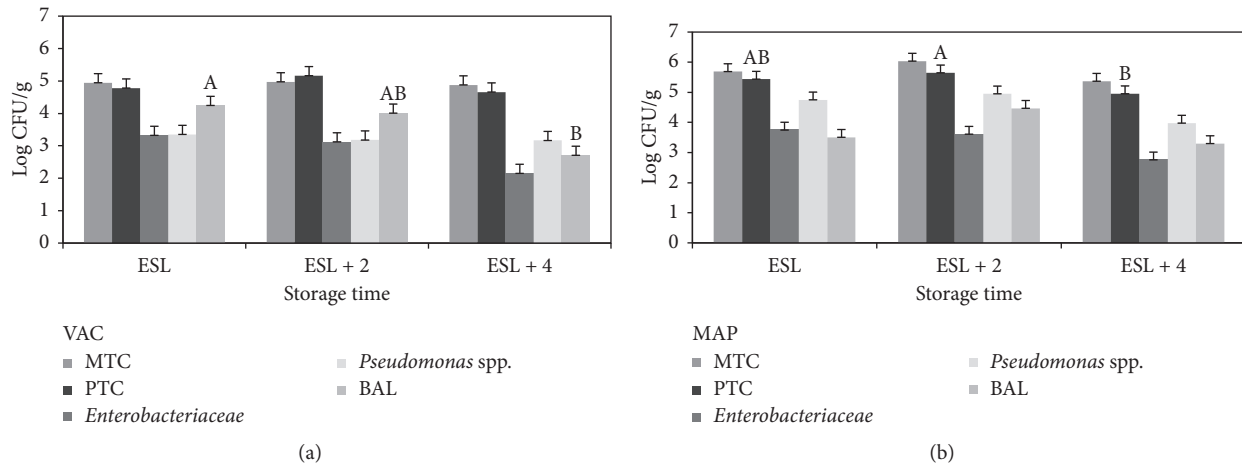 7
6
5
4
3
2
1
0
Log CFU/g
A
AB
B
ESL
ESL + 2
ESL + 4
Storage time
VAC
MTC
PTC
Enterobacteriaceae
Pseudomonas spp.
BAL
(a)
7
6
5
4
3
2
1
0
Log CFU/g
AB
A
B
ESL
ESL + 2
ESL + 4
Storage time
MAP
MTC
PTC
Enterobacteriaceae
Pseudomonas spp.
BAL
(b)